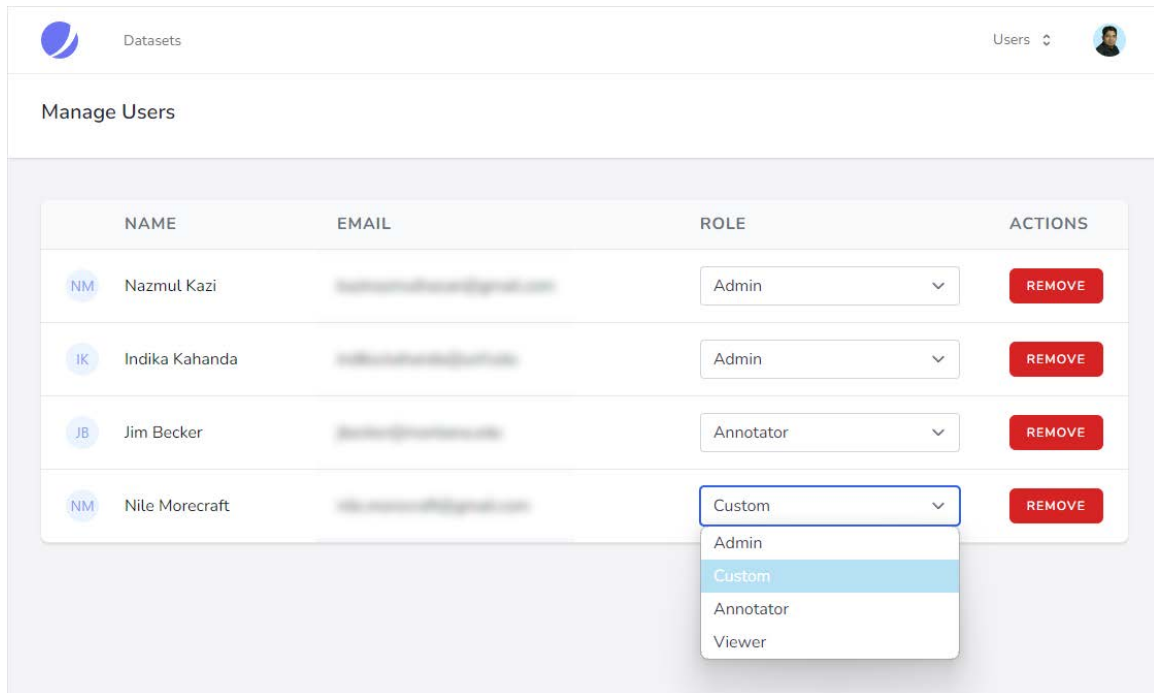 Datasets Users
Manage Users
NAME EMAIL ROLE ACTIONS
NM Nazmul Kazi Admin REMOVE
IK Indika Kahanda Admin REMOVE
JB Jim Becker Annotator REMOVE
NM Nile Morecraft Custom REMOVE
Admin
Custom
Annotator
Viewer